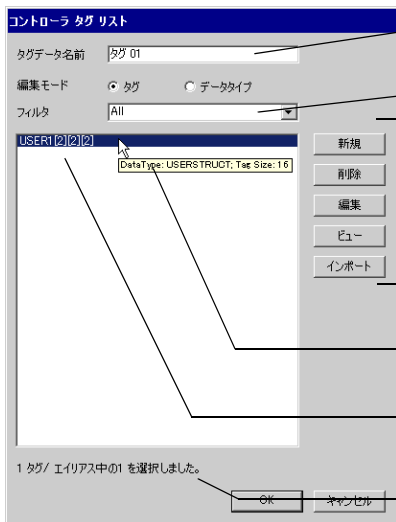 コントローラ タグ リスト
タグデータ名前 タグ 01
編集モード タグ データタイプ
フィルタ All
USER1[2][2][2]
DataType: USERSTRUCT; Tag Size: 16
新規
削除
編集
ビュー
インポート
1 タグ/ エイリアス中の1 を選択しました。
OK キャンセル